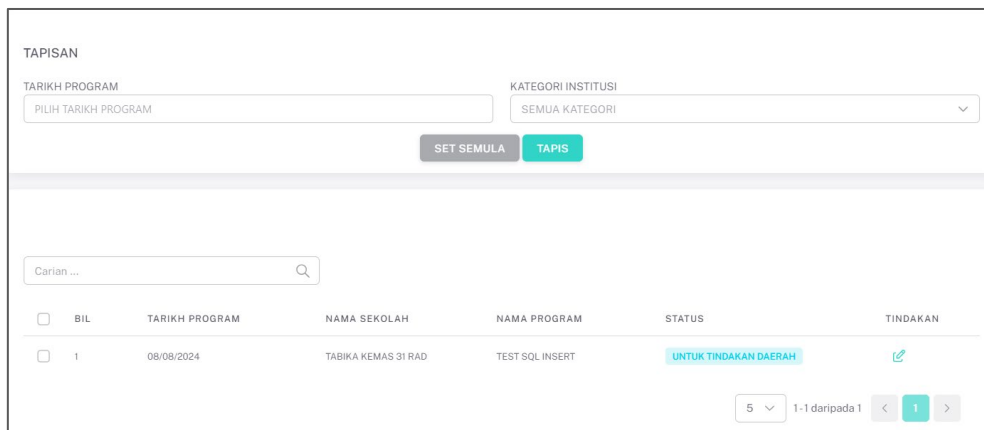 TAPISAN
TARIKH PROGRAM KATEGORI INSTITUSI
PILIH TARIKH PROGRAM SEMUA KATEGORI
SET SEMULA TAPIS
Carian ...
BIL TARIKH PROGRAM NAMA SEKOLAH NAMA PROGRAM STATUS TINDAKAN
1 08/08/2024 TABIKA KEMAS 31 RAD TEST SQL INSERT UNTUK TINDAKAN DAERAH
5 1-1 daripada 1 < 1 >